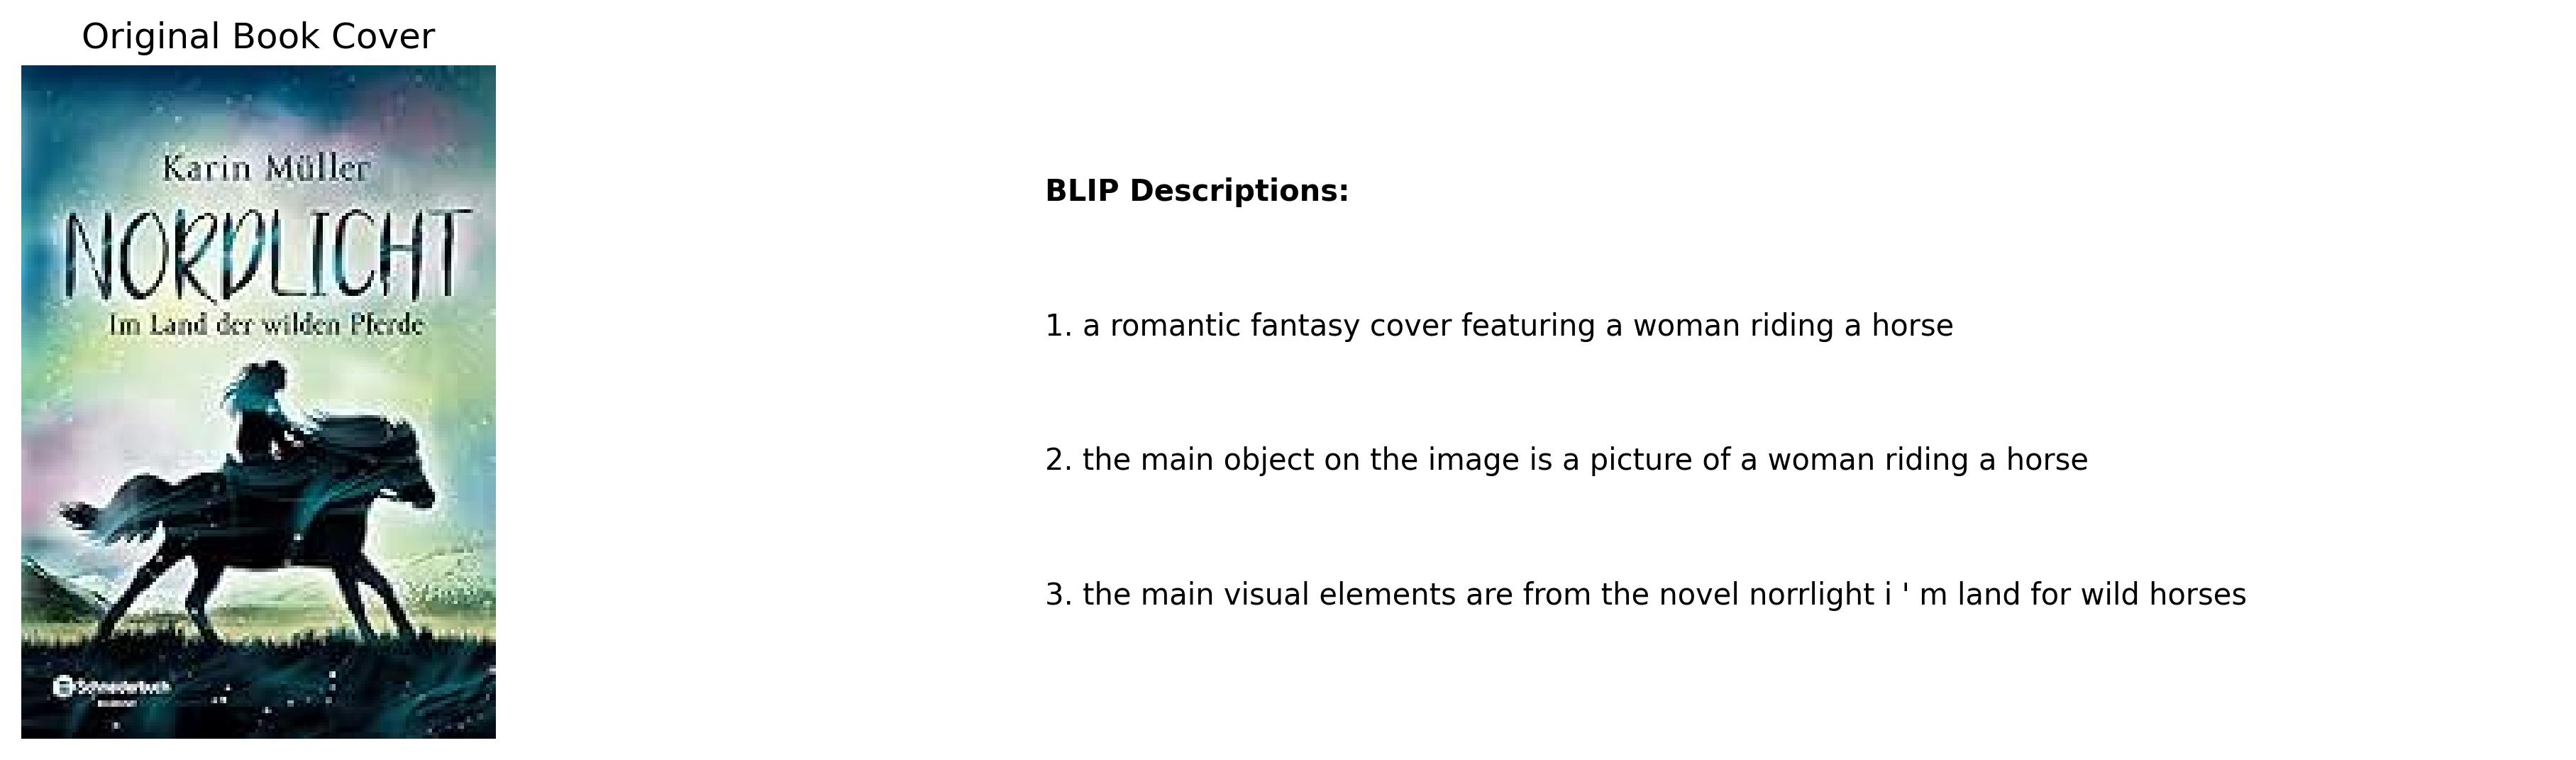 Original Book Cover
Karin Müller
NORDLICHT
Im Land der wilden Pferde
Schneiderbuch
BLIP Descriptions:
1. a romantic fantasy cover featuring a woman riding a horse
2. the main object on the image is a picture of a woman riding a horse
3. the main visual elements are from the novel norrlight i ' m land for wild horses